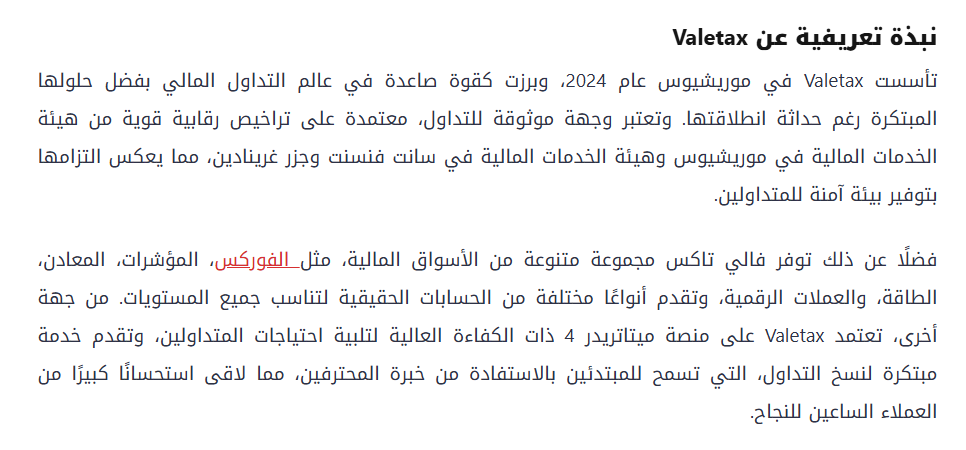 نبذة تعريفية عن Valetax
تأسست Valetax في موريشيوس عام 2024، وبرزت كقوة صاعدة في عالم التداول المالي بفضل حلولها
المبتكرة رغم حداثة انطلاقتها. وتعتبر وجهة موثوقة للتداول، معتمدة على تراخيص رقابية قوية من هيئة
الخدمات المالية في موريشيوس وهيئة الخدمات المالية في سانت فنسنت وجزر غرينادين، مما يعكس التزامها
بتوفير بيئة آمنة للمتداولين.
فضلًا عن ذلك توفر فالي تاكس مجموعة متنوعة من الأسواق المالية، مثل الفوركس، المؤشرات، المعادن،
الطاقة، والعملات الرقمية، وتقدم أنواعًا مختلفة من الحسابات الحقيقية لتناسب جميع المستويات. من جهة
أخرى، تعتمد Valetax على منصة ميتاتريدر 4 ذات الكفاءة العالية لتلبية احتياجات المتداولين، وتقدم خدمة
مبتكرة لنسخ التداول، التي تسمح للمبتدئين بالاستفادة من خبرة المحترفين، مما لاقى استحسانًا كبيرًا من
العملاء الساعين للنجاح.